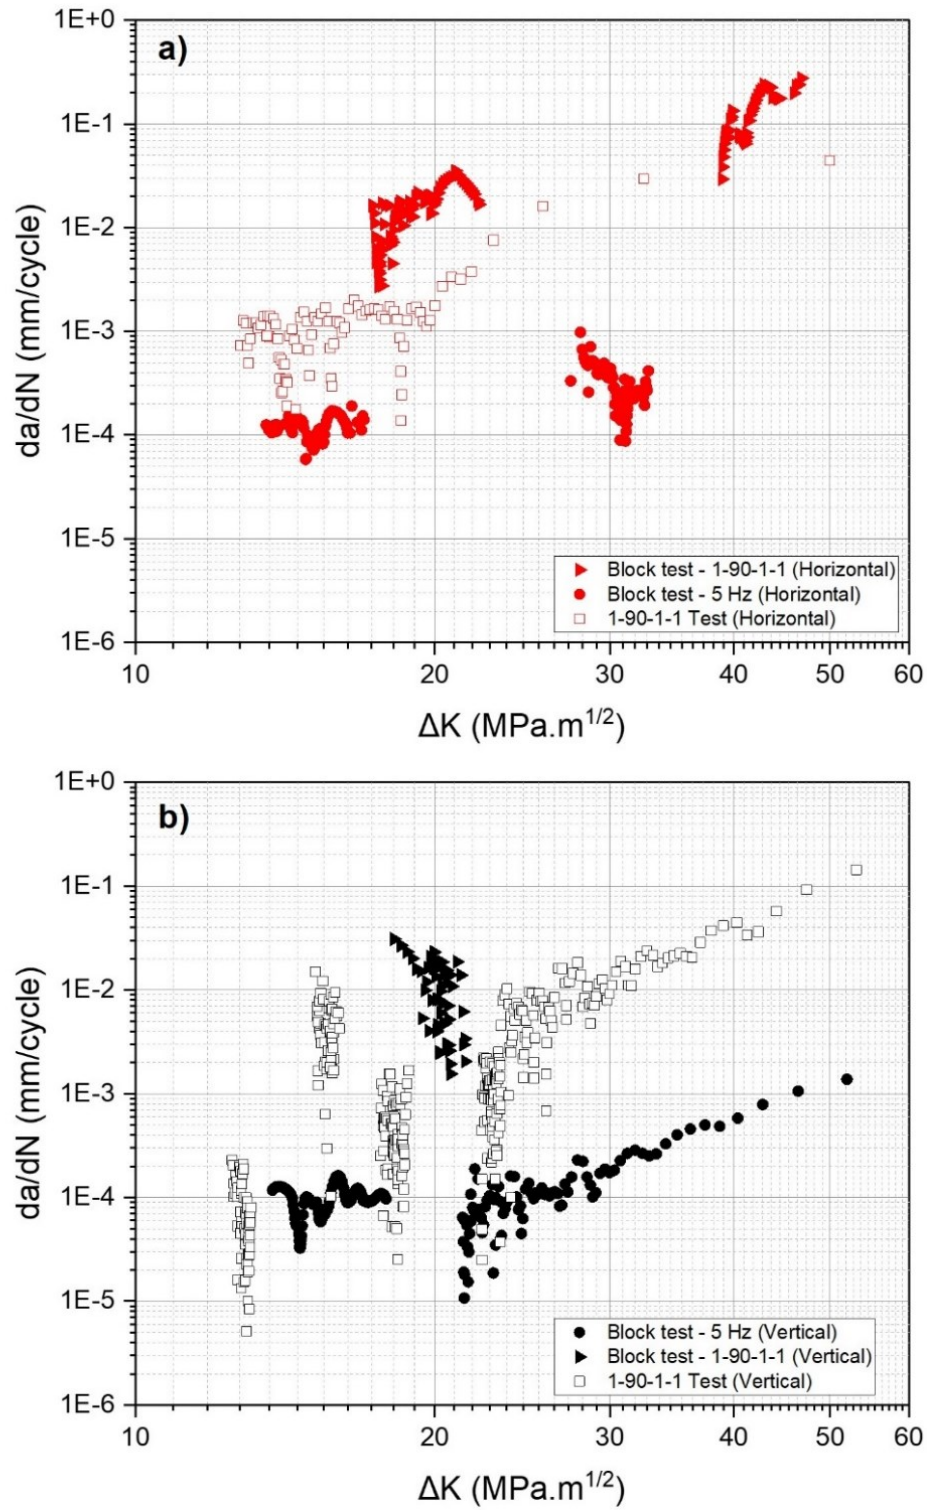 a)
1E+0
1E-1
1E-2
1E-3
1E-4
1E-5
1E-6
da/dN (mm/cycle)
Block test - 1-90-1-1 (Horizontal)
Block test - 5 Hz (Horizontal)
1-90-1-1 Test (Horizontal)
10 20 30 40 50 60
ΔK (MPa.m^1/2)
b)
1E+0
1E-1
1E-2
1E-3
1E-4
1E-5
1E-6
da/dN (mm/cycle)
Block test - 5 Hz (Vertical)
Block test - 1-90-1-1 (Vertical)
1-90-1-1 Test (Vertical)
10 20 30 40 50 60
ΔK (MPa.m^1/2)